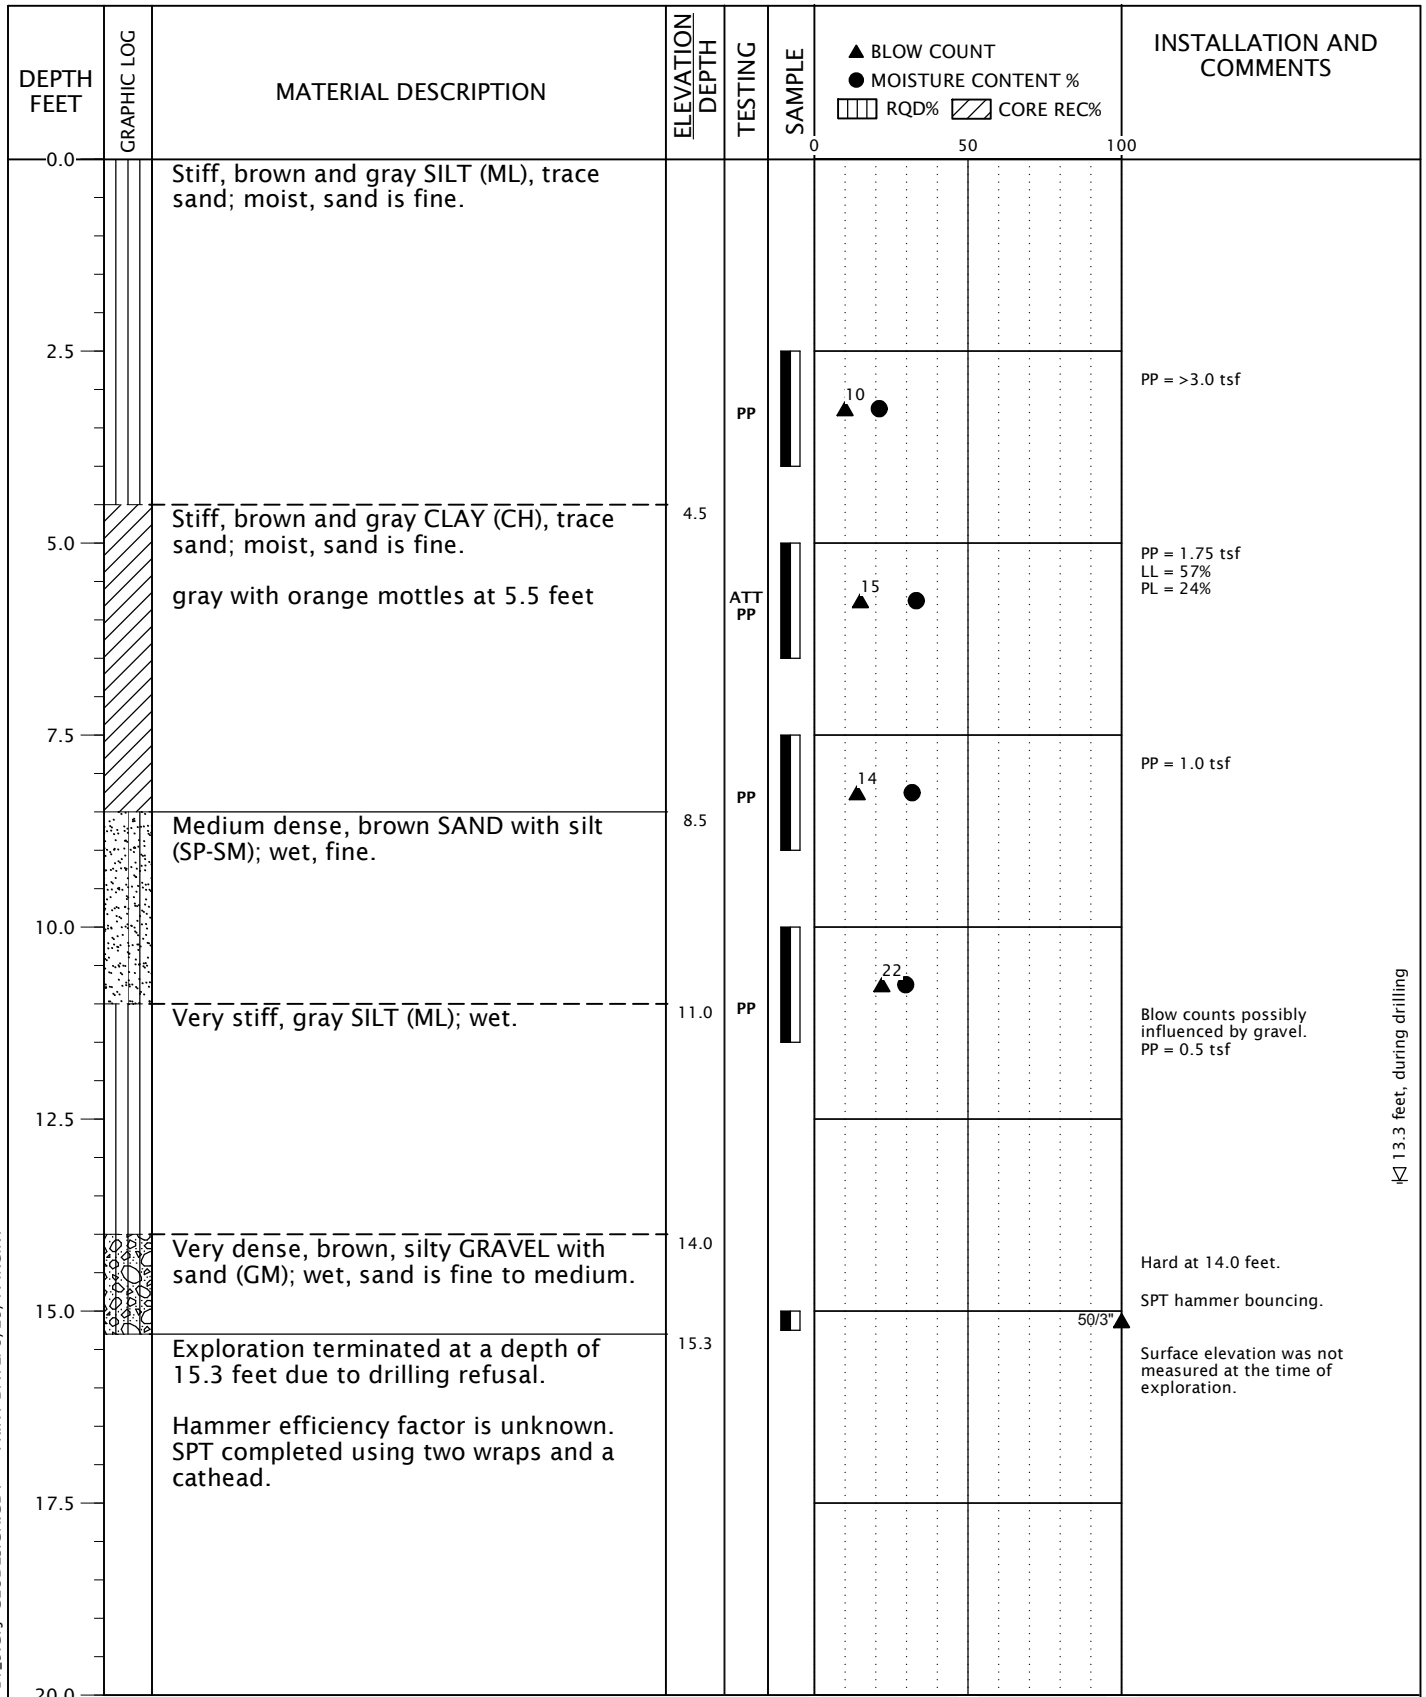 DEPTH
FEET
GRAPHIC LOG
MATERIAL DESCRIPTION
ELEVATION
DEPTH
TESTING
SAMPLE
▲ BLOW COUNT
● MOISTURE CONTENT %
RQD% CORE REC%
0 50 100
INSTALLATION AND
COMMENTS
0.0
Stiff, brown and gray SILT (ML), trace
sand; moist, sand is fine.
2.5
PP
10
PP = >3.0 tsf
4.5
Stiff, brown and gray CLAY (CH), trace
sand; moist, sand is fine.
5.0
gray with orange mottles at 5.5 feet
ATT
PP
15
PP = 1.75 tsf
LL = 57%
PL = 24%
7.5
PP
14
PP = 1.0 tsf
8.5
Medium dense, brown SAND with silt
(SP-SM); wet, fine.
10.0
22
11.0
Very stiff, gray SILT (ML); wet.
PP
Blow counts possibly
influenced by gravel.
PP = 0.5 tsf
12.5
13.3 feet, during drilling
14.0
Very dense, brown, silty GRAVEL with
sand (GM); wet, sand is fine to medium.
Hard at 14.0 feet.
15.0
SPT hammer bouncing.
50/3"
15.3
Exploration terminated at a depth of
15.3 feet due to drilling refusal.
Surface elevation was not
measured at the time of
exploration.
Hammer efficiency factor is unknown.
SPT completed using two wraps and a
cathead.
17.5
20.0